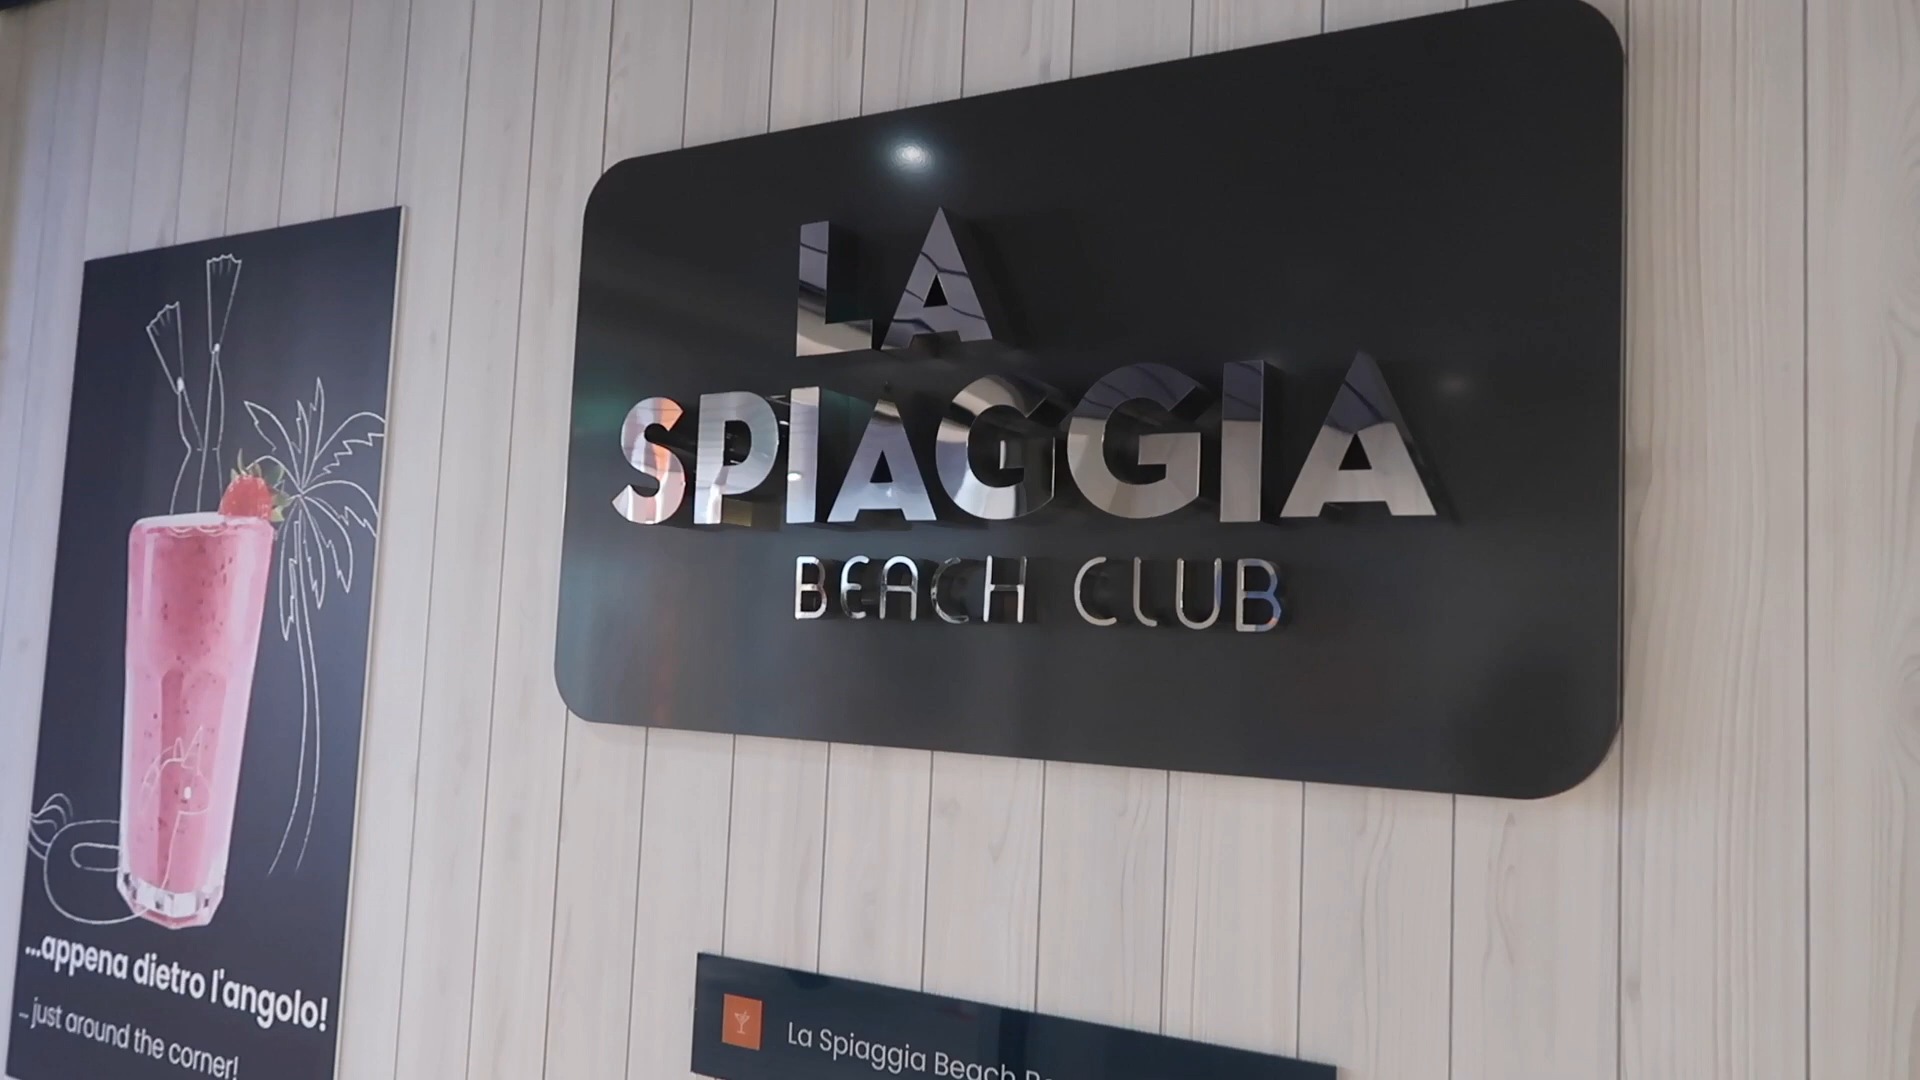 LA
SPIAGGIA
BEACH CLUB
...appena dietro l'angolo!
– just around the corner!
La Spiaggia Beach